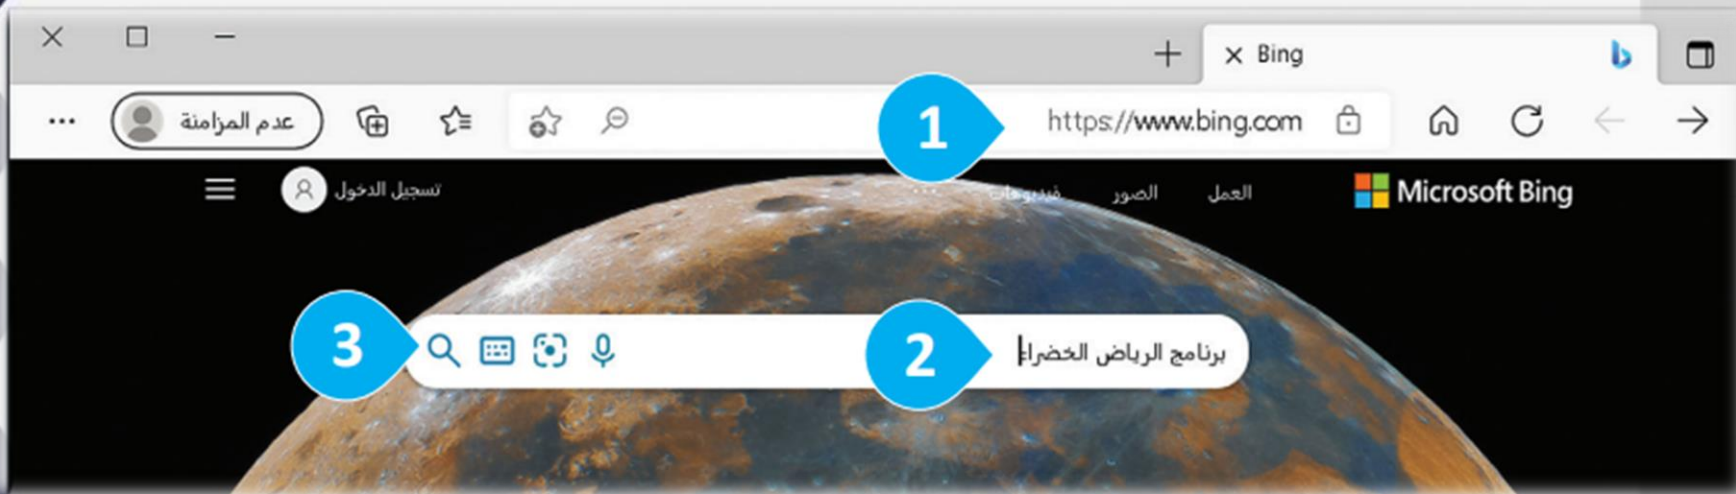 Bing
https://www.bing.com
عدم المزامنة
1
Microsoft Bing
العمل
الصور
فيديوهات
...
تسجيل الدخول
برنامج الرياض الخضراء
2
3